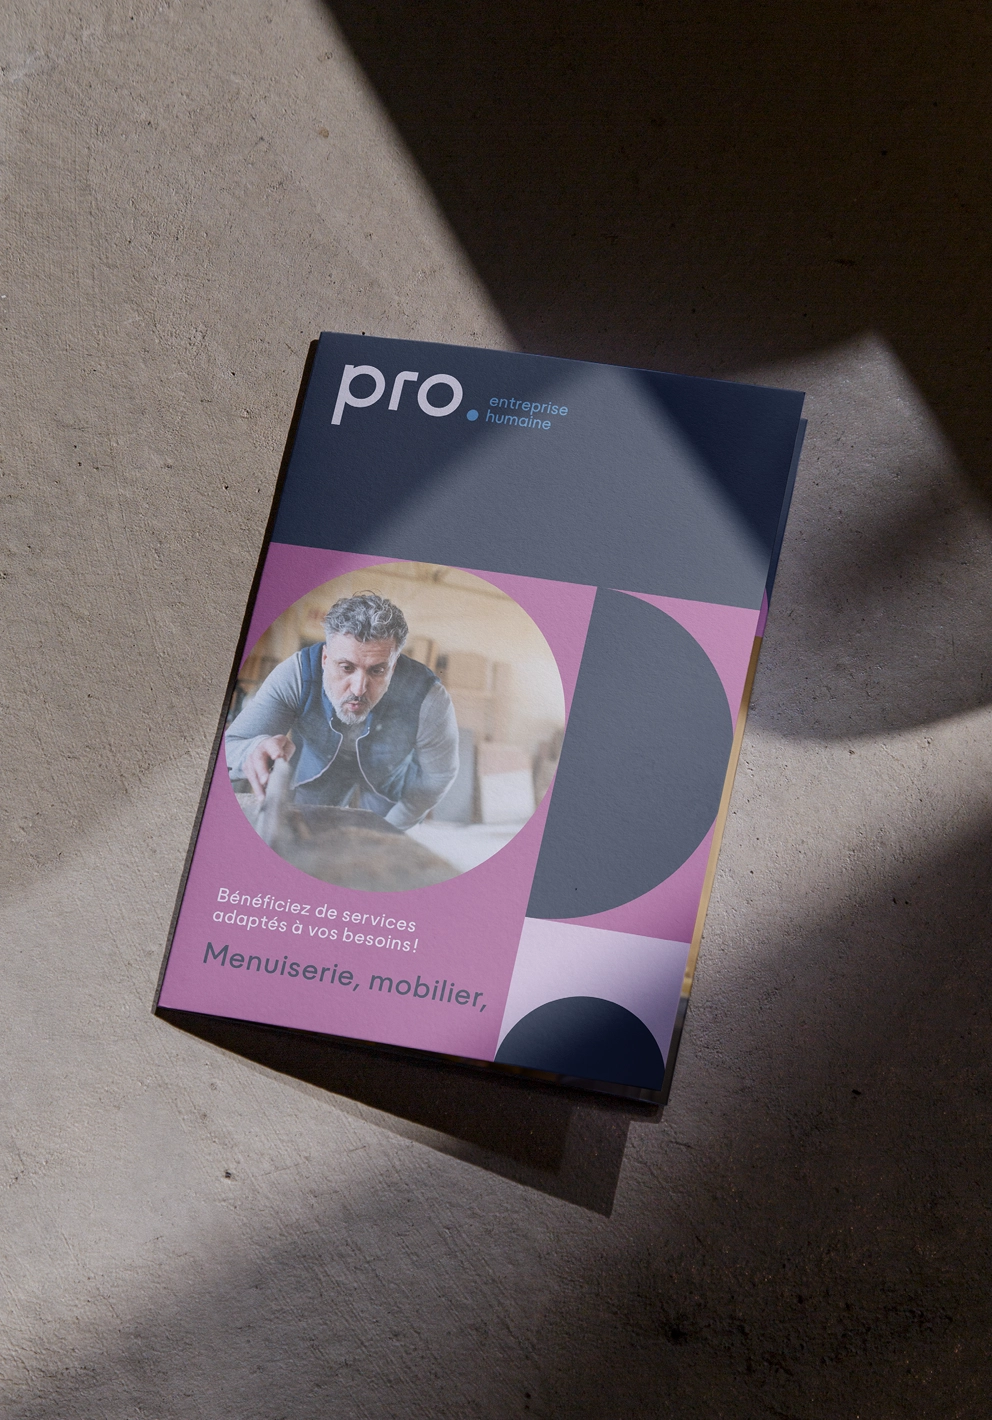 pro.
entreprise
humaine
Bénéficiez de services
adaptés à vos besoins!
Menuiserie, mobilier,